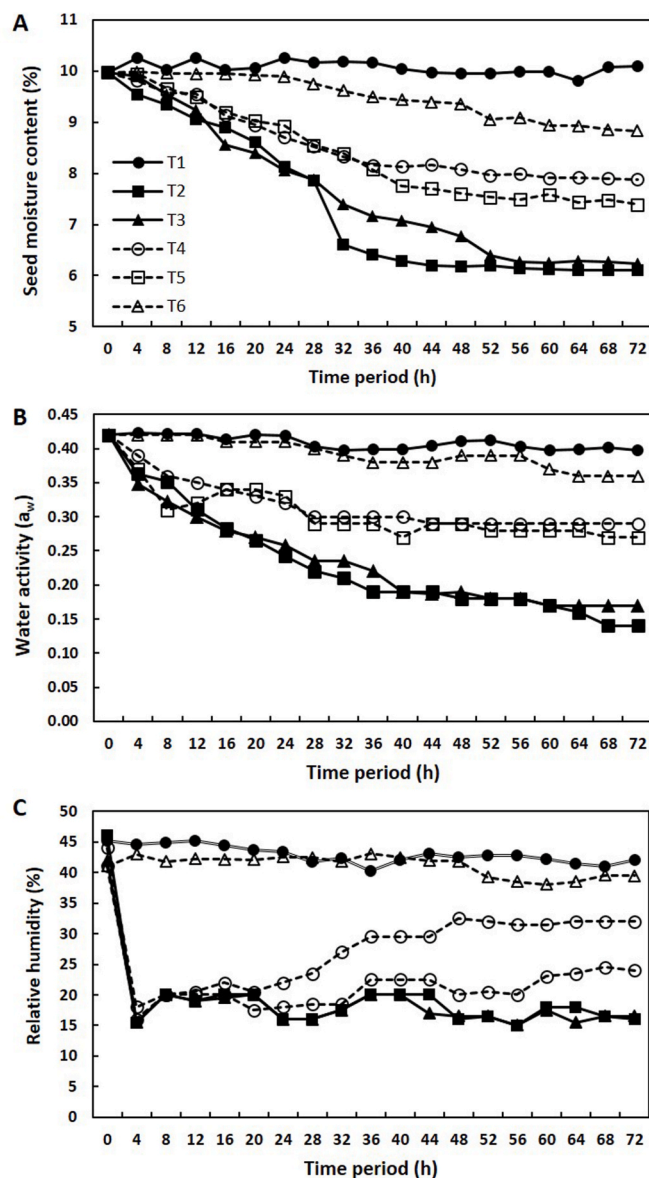 A
11
10
9
8
7
6
5
Seed moisture content (%)
T1
T2
T3
T4
T5
T6
0 4 8 12 16 20 24 28 32 36 40 44 48 52 56 60 64 68 72
Time period (h)
B
0.45
0.40
0.35
0.30
0.25
0.20
0.15
0.10
0.05
0.00
Water activity (aw)
0 4 8 12 16 20 24 28 32 36 40 44 48 52 56 60 64 68 72
Time period (h)
C
50
45
40
35
30
25
20
15
10
5
0
Relative humidity (%)
0 4 8 12 16 20 24 28 32 36 40 44 48 52 56 60 64 68 72
Time period (h)